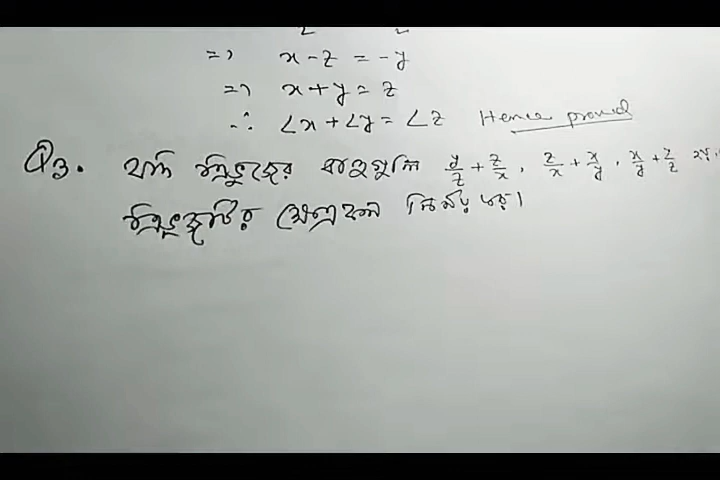 => x - z = -y
=> x + y = z
∴ ∠x + ∠y = ∠z Hence proved
Q3. যদি ত্রিভুজের বাহুগুলি y/z + z/x, z/x + x/y, x/y + y/z হয়,
ত্রিভুজটির ক্ষেত্রফল নির্ণয় কর।